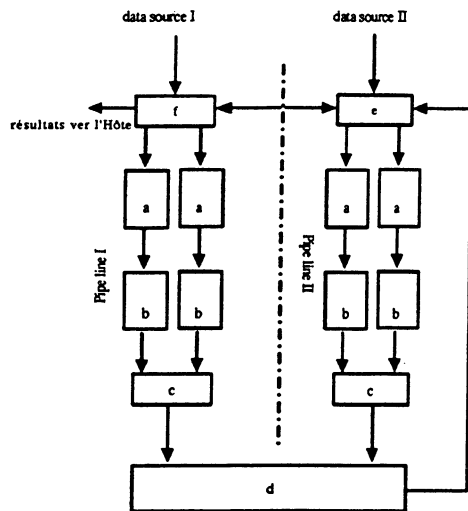 data source I
data source II
f
e
résultats ver l'Hôte
a
a
a
a
Pipe line I
Pipe line II
b
b
b
b
c
c
d